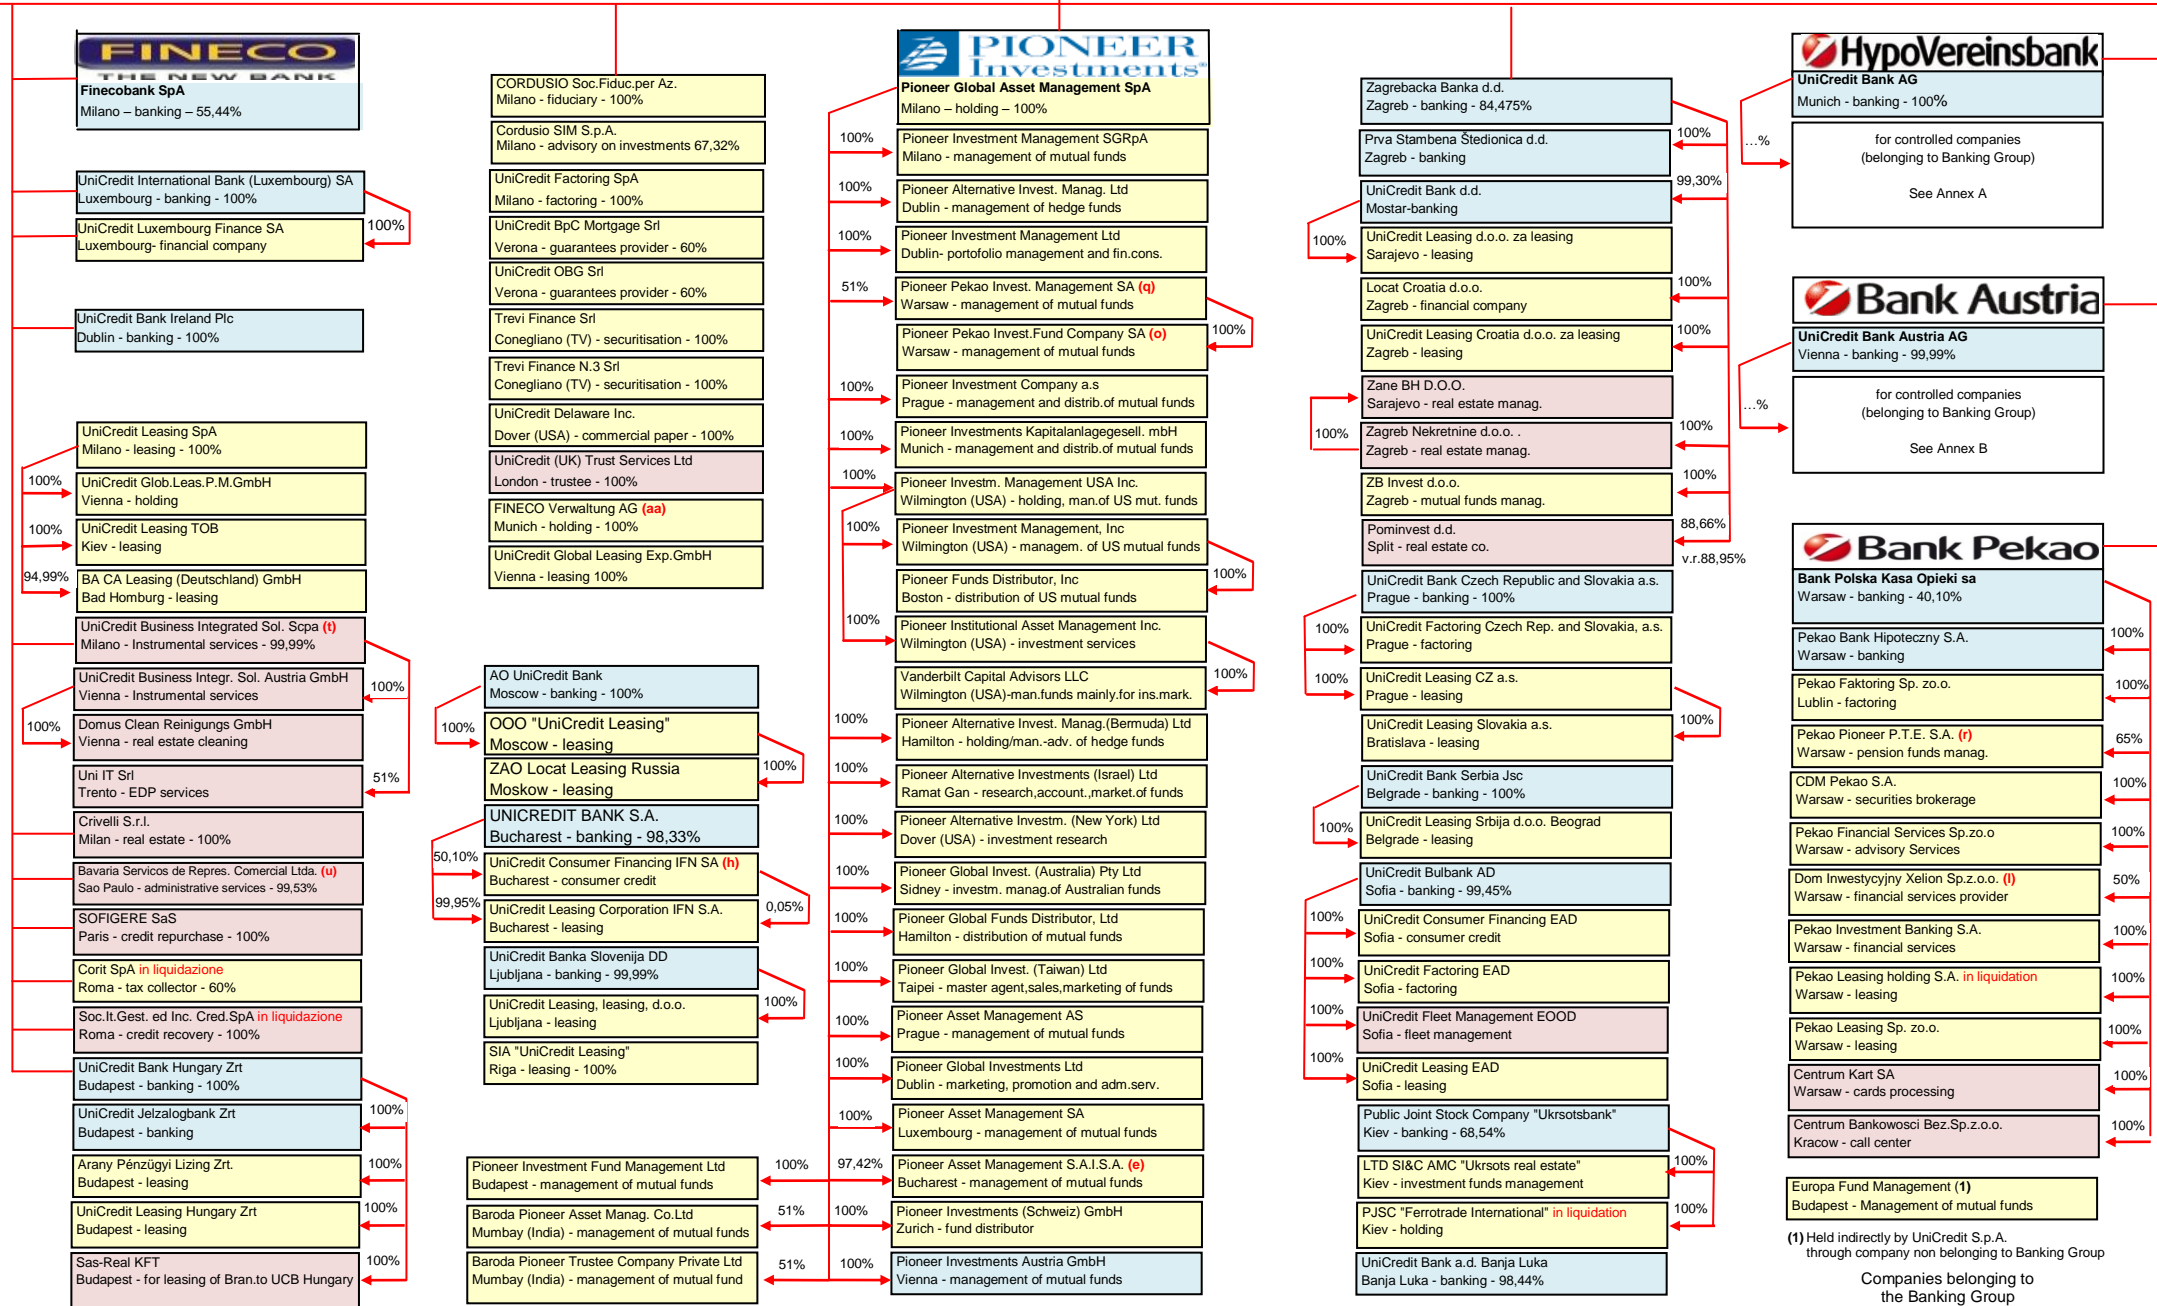 FINECO
THE NEW BANK
Finecobank SpA
Milano – banking – 55,44%
UniCredit International Bank (Luxembourg) SA
Luxembourg - banking - 100%
100%
UniCredit Luxembourg Finance SA
Luxembourg- financial company
UniCredit Bank Ireland Plc
Dublin - banking - 100%
UniCredit Leasing SpA
Milano - leasing - 100%
100%
UniCredit Glob.Leas.P.M.GmbH
Vienna - holding
100%
UniCredit Leasing TOB
Kiev - leasing
94,99%
BA CA Leasing (Deutschland) GmbH
Bad Homburg - leasing
UniCredit Business Integrated Sol. Scpa (t)
Milano - Instrumental services - 99,99%
UniCredit Business Integr. Sol. Austria GmbH
Vienna - Instrumental services
100%
100%
Domus Clean Reinigungs GmbH
Vienna - real estate cleaning
Uni IT Srl
Trento - EDP services
51%
Crivelli S.r.l.
Milan - real estate - 100%
Bavaria Servicos de Repres. Comercial Ltda. (u)
Sao Paulo - administrative services - 99,53%
SOFIGERE SaS
Paris - credit repurchase - 100%
Corit SpA in liquidazione
Roma - tax collector - 60%
Soc.It.Gest. ed Inc. Cred.SpA in liquidazione
Roma - credit recovery - 100%
UniCredit Bank Hungary Zrt
Budapest - banking - 100%
UniCredit Jelzalogbank Zrt
Budapest - banking
100%
Arany Pénzügyi Lizing Zrt.
Budapest - leasing
100%
UniCredit Leasing Hungary Zrt
Budapest - leasing
100%
Sas-Real KFT
Budapest - for leasing of Bran.to UCB Hungary
100%
CORDUSIO Soc.Fiduc.per Az.
Milano - fiduciary - 100%
Cordusio SIM S.p.A.
Milano - advisory on investments 67,32%
UniCredit Factoring SpA
Milano - factoring - 100%
UniCredit BpC Mortgage Srl
Verona - guarantees provider - 60%
UniCredit OBG Srl
Verona - guarantees provider - 60%
Trevi Finance Srl
Conegliano (TV) - securitisation - 100%
Trevi Finance N.3 Srl
Conegliano (TV) - securitisation - 100%
UniCredit Delaware Inc.
Dover (USA) - commercial paper - 100%
UniCredit (UK) Trust Services Ltd
London - trustee - 100%
FINECO Verwaltung AG (aa)
Munich - holding - 100%
UniCredit Global Leasing Exp.GmbH
Vienna - leasing 100%
AO UniCredit Bank
Moscow - banking - 100%
100%
OOO "UniCredit Leasing"
Moscow - leasing
ZAO Locat Leasing Russia
Moskow - leasing
100%
UNICREDIT BANK S.A.
Bucharest - banking - 98,33%
50,10%
UniCredit Consumer Financing IFN SA (h)
Bucharest - consumer credit
99,95%
UniCredit Leasing Corporation IFN S.A.
Bucharest - leasing
0,05%
UniCredit Banka Slovenija DD
Ljubljana - banking - 99,99%
UniCredit Leasing, leasing, d.o.o.
Ljubljana - leasing
100%
SIA "UniCredit Leasing"
Riga - leasing - 100%
Pioneer Investment Fund Management Ltd
Budapest - management of mutual funds
100%
Baroda Pioneer Asset Manag. Co.Ltd
Mumbay (India) - management of mutual funds
51%
Baroda Pioneer Trustee Company Private Ltd
Mumbay (India) - management of mutual fund
51%
PIONEER
Investments®
Pioneer Global Asset Management SpA
Milano – holding – 100%
100%
Pioneer Investment Management SGRpA
Milano - management of mutual funds
100%
Pioneer Alternative Invest. Manag. Ltd
Dublin - management of hedge funds
100%
Pioneer Investment Management Ltd
Dublin- portofolio management and fin.cons.
51%
Pioneer Pekao Invest. Management SA (q)
Warsaw - management of mutual funds
Pioneer Pekao Invest.Fund Company SA (o)
Warsaw - management of mutual funds
100%
100%
Pioneer Investment Company a.s
Prague - management and distrib.of mutual funds
100%
Pioneer Investments Kapitalanlagegesell. mbH
Munich - management and distrib.of mutual funds
100%
Pioneer Investm. Management USA Inc.
Wilmington (USA) - holding, man.of US mut. funds
100%
Pioneer Investment Management, Inc
Wilmington (USA) - managem. of US mutual funds
Pioneer Funds Distributor, Inc
Boston - distribution of US mutual funds
100%
100%
Pioneer Institutional Asset Management Inc.
Wilmington (USA) - investment services
Vanderbilt Capital Advisors LLC
Wilmington (USA)-man.funds mainly.for ins.mark.
100%
100%
Pioneer Alternative Invest. Manag.(Bermuda) Ltd
Hamilton - holding/man.-adv. of hedge funds
100%
Pioneer Alternative Investments (Israel) Ltd
Ramat Gan - research,account.,market.of funds
100%
Pioneer Alternative Investm. (New York) Ltd
Dover (USA) - investment research
100%
Pioneer Global Invest. (Australia) Pty Ltd
Sidney - investm. manag.of Australian funds
100%
Pioneer Global Funds Distributor, Ltd
Hamilton - distribution of mutual funds
100%
Pioneer Global Invest. (Taiwan) Ltd
Taipei - master agent,sales,marketing of funds
100%
Pioneer Asset Management AS
Prague - management of mutual funds
100%
Pioneer Global Investments Ltd
Dublin - marketing, promotion and adm.serv.
100%
Pioneer Asset Management SA
Luxembourg - management of mutual funds
97,42%
Pioneer Asset Management S.A.I.S.A. (e)
Bucharest - management of mutual funds
100%
Pioneer Investments (Schweiz) GmbH
Zurich - fund distributor
100%
Pioneer Investments Austria GmbH
Vienna - management of mutual funds
Zagrebacka Banka d.d.
Zagreb - banking - 84,475%
Prva Stambena Štedionica d.d.
Zagreb - banking
100%
UniCredit Bank d.d.
Mostar-banking
99,30%
100%
UniCredit Leasing d.o.o. za leasing
Sarajevo - leasing
Locat Croatia d.o.o.
Zagreb - financial company
100%
UniCredit Leasing Croatia d.o.o. za leasing
Zagreb - leasing
100%
Zane BH D.O.O.
Sarajevo - real estate manag.
100%
Zagreb Nekretnine d.o.o. .
Zagreb - real estate manag.
100%
ZB Invest d.o.o.
Zagreb - mutual funds manag.
100%
Pominvest d.d.
Split - real estate co.
88,66%
v.r.88,95%
UniCredit Bank Czech Republic and Slovakia a.s.
Prague - banking - 100%
100%
UniCredit Factoring Czech Rep. and Slovakia, a.s.
Prague - factoring
100%
UniCredit Leasing CZ a.s.
Prague - leasing
UniCredit Leasing Slovakia a.s.
Bratislava - leasing
100%
UniCredit Bank Serbia Jsc
Belgrade - banking - 100%
100%
UniCredit Leasing Srbija d.o.o. Beograd
Belgrade - leasing
UniCredit Bulbank AD
Sofia - banking - 99,45%
100%
UniCredit Consumer Financing EAD
Sofia - consumer credit
100%
UniCredit Factoring EAD
Sofia - factoring
100%
UniCredit Fleet Management EOOD
Sofia - fleet management
100%
UniCredit Leasing EAD
Sofia - leasing
Public Joint Stock Company "Ukrsotsbank"
Kiev - banking - 68,54%
LTD SI&C AMC "Ukrsots real estate"
Kiev - investment funds management
100%
PJSC "Ferrotrade International" in liquidation
Kiev - holding
100%
UniCredit Bank a.d. Banja Luka
Banja Luka - banking - 98,44%
HypoVereinsbank
UniCredit Bank AG
Munich - banking - 100%
...%
for controlled companies
(belonging to Banking Group)
See Annex A
Bank Austria
UniCredit Bank Austria AG
Vienna - banking - 99,99%
...%
for controlled companies
(belonging to Banking Group)
See Annex B
Bank Pekao
Bank Polska Kasa Opieki sa
Warsaw - banking - 40,10%
Pekao Bank Hipoteczny S.A.
Warsaw - banking
100%
Pekao Faktoring Sp. zo.o.
Lublin - factoring
100%
Pekao Pioneer P.T.E. S.A. (r)
Warsaw - pension funds manag.
65%
CDM Pekao S.A.
Warsaw - securities brokerage
100%
Pekao Financial Services Sp.zo.o
Warsaw - advisory Services
100%
Dom Inwestycyjny Xelion Sp.z.o.o. (l)
Warsaw - financial services provider
50%
Pekao Investment Banking S.A.
Warsaw - financial services
100%
Pekao Leasing holding S.A. in liquidation
Warsaw - leasing
100%
Pekao Leasing Sp. zo.o.
Warsaw - leasing
100%
Centrum Kart SA
Warsaw - cards processing
100%
Centrum Bankowosci Bez.Sp.z.o.o.
Kracow - call center
100%
Europa Fund Management (1)
Budapest - Management of mutual funds
(1) Held indirectly by UniCredit S.p.A.
through company non belonging to Banking Group
Companies belonging to
the Banking Group